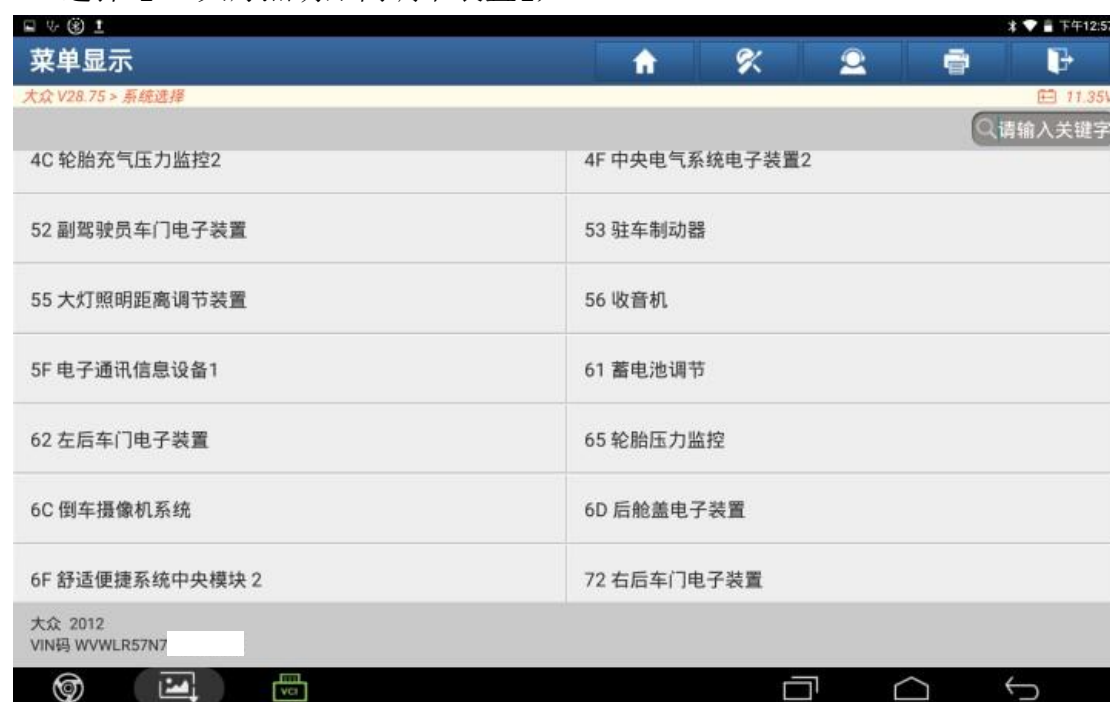 下午12:57
菜单显示
大众 V28.75 > 系统选择
11.35V
请输入关键字
4C 轮胎充气压力监控2
4F 中央电气系统电子装置2
52 副驾驶员车门电子装置
53 驻车制动器
55 大灯照明距离调节装置
56 收音机
5F 电子通讯信息设备1
61 蓄电池调节
62 左后车门电子装置
65 轮胎压力监控
6C 倒车摄像机系统
6D 后舱盖电子装置
6F 舒适便捷系统中央模块 2
72 右后车门电子装置
大众 2012
VIN码 WVWLR57N7
VCI